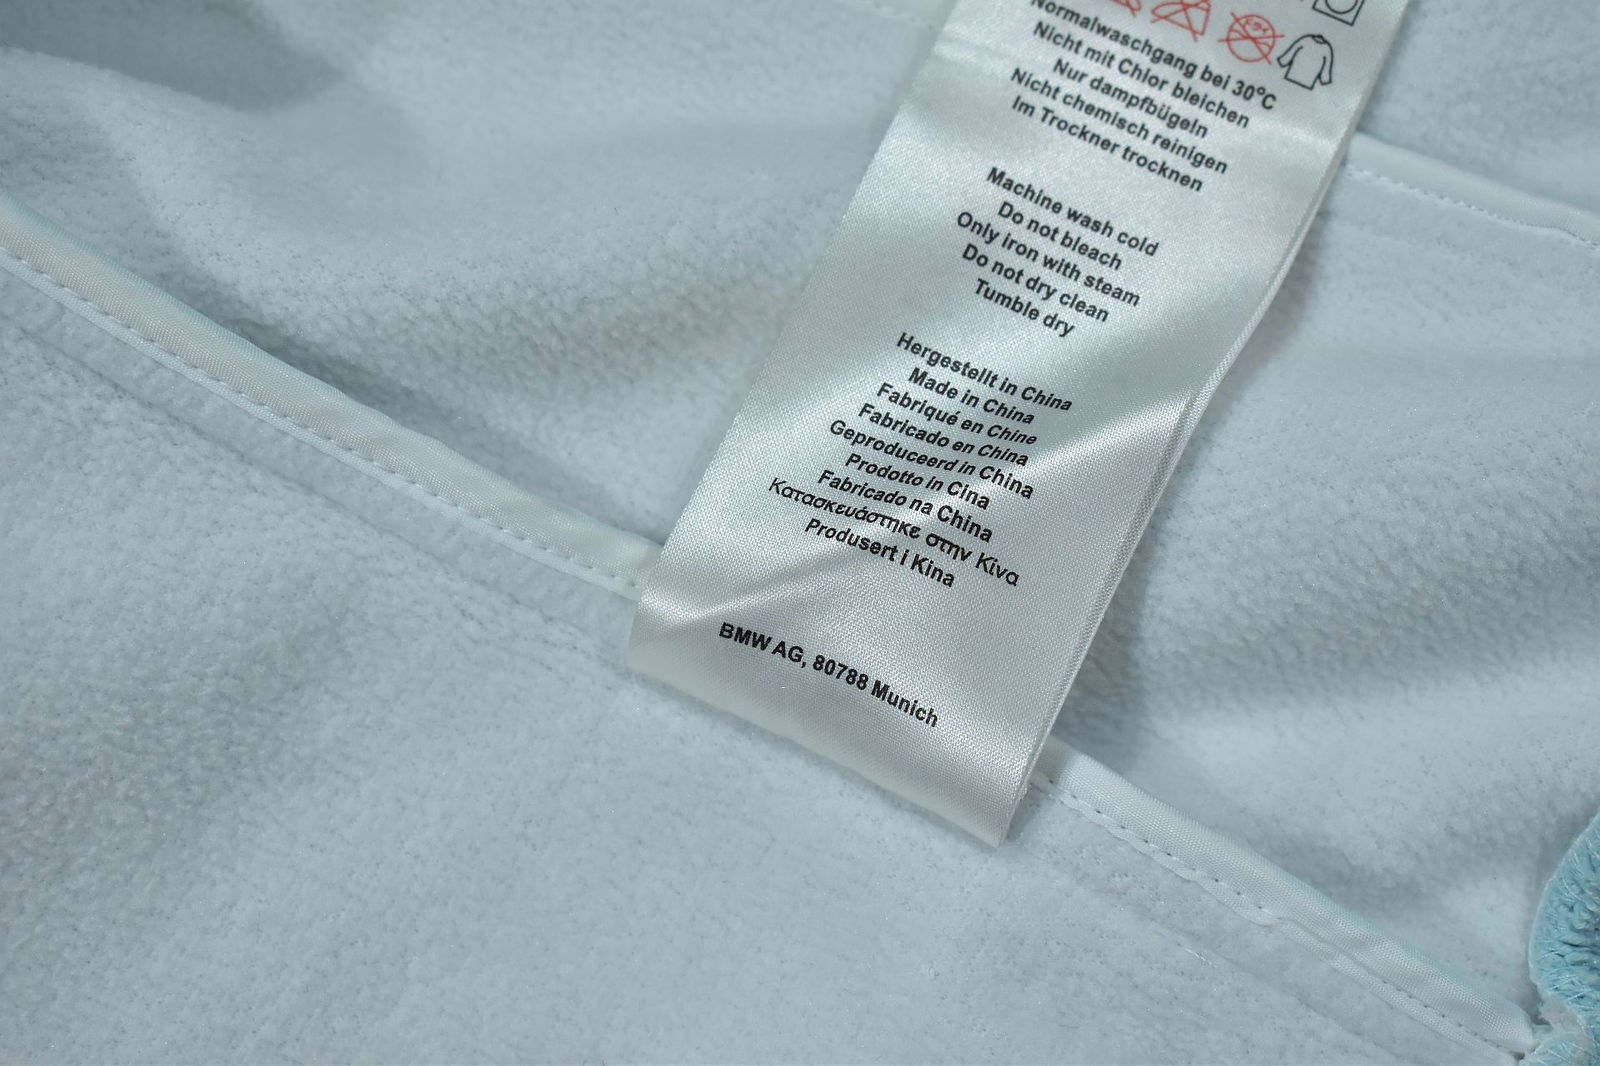 Normalwaschgang bei 30°C
Nicht mit Chlor bleichen
Nur dampfbügeln
Nicht chemisch reinigen
Im Trockner trocknen
Machine wash cold
Do not bleach
Only iron with steam
Do not dry clean
Tumble dry
Hergestellt in China
Made in China
Fabriqué en Chine
Fabricado en China
Geproduceerd in China
Prodotto in Cina
Fabricado na China
Κατασκευάστηκε στην Κίνα
Produsert i Kina
BMW AG, 80788 Munich